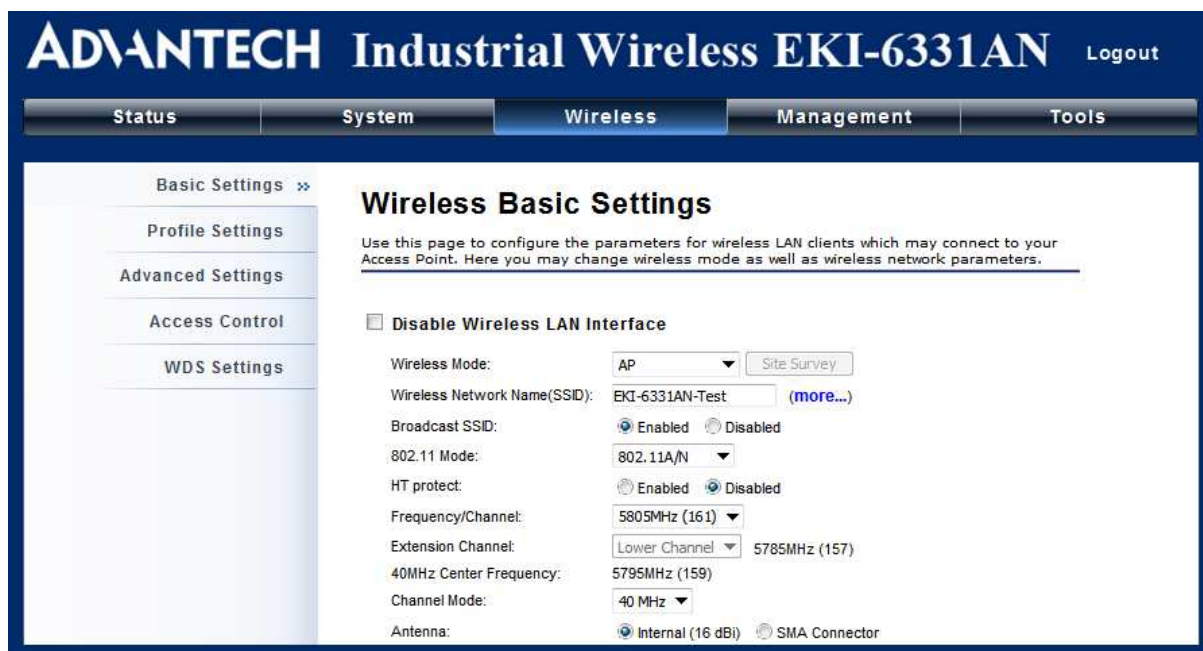 ADVANTECH Industrial Wireless EKI-6331AN Logout
Status System Wireless Management Tools
Basic Settings »
Profile Settings
Advanced Settings
Access Control
WDS Settings
Wireless Basic Settings
Use this page to configure the parameters for wireless LAN clients which may connect to your
Access Point. Here you may change wireless mode as well as wireless network parameters.
Disable Wireless LAN Interface
Wireless Mode: AP Site Survey
Wireless Network Name(SSID): EKI-6331AN-Test (more...)
Broadcast SSID: Enabled Disabled
802.11 Mode: 802.11A/N
HT protect: Enabled Disabled
Frequency/Channel: 5805MHz (161)
Extension Channel: Lower Channel 5785MHz (157)
40MHz Center Frequency: 5795MHz (159)
Channel Mode: 40 MHz
Antenna: Internal (16 dBi) SMA Connector